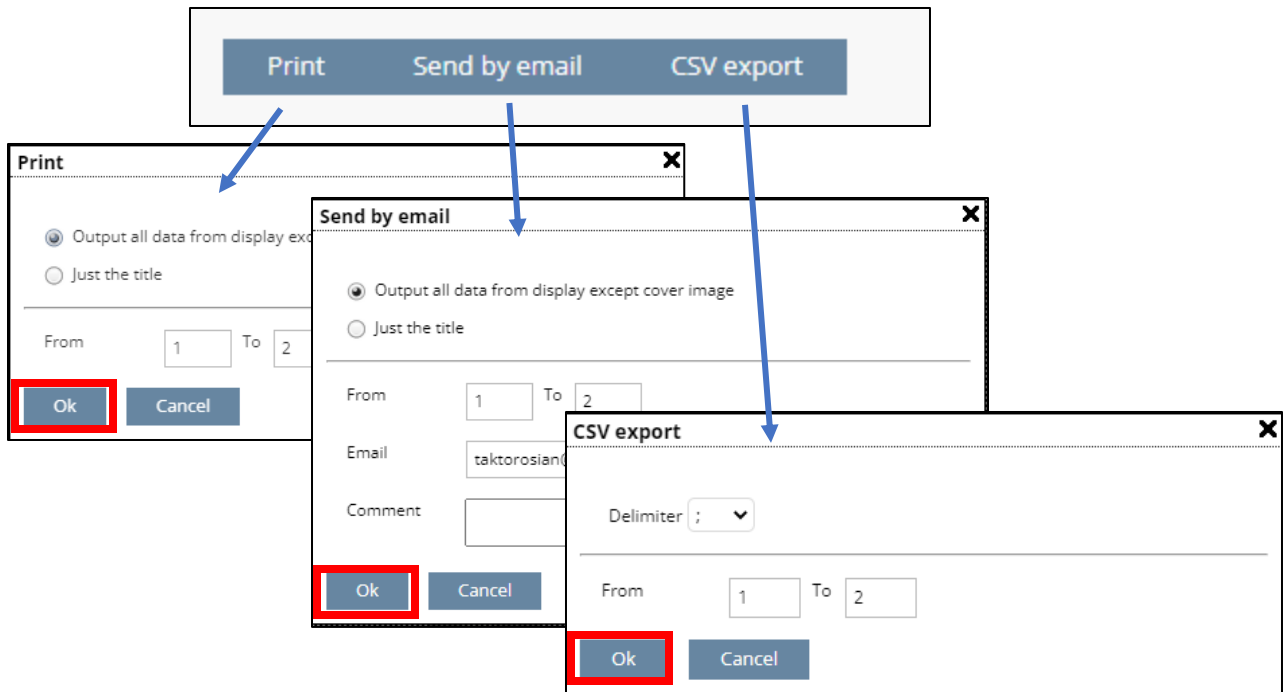 Print Send by email CSV export
Print
Output all data from display exc
Just the title
From 1 To 2
Ok Cancel
Send by email
Output all data from display except cover image
Just the title
From 1 To 2
Email taktorosian@
Comment
Ok Cancel
CSV export
Delimiter ;
From 1 To 2
Ok Cancel